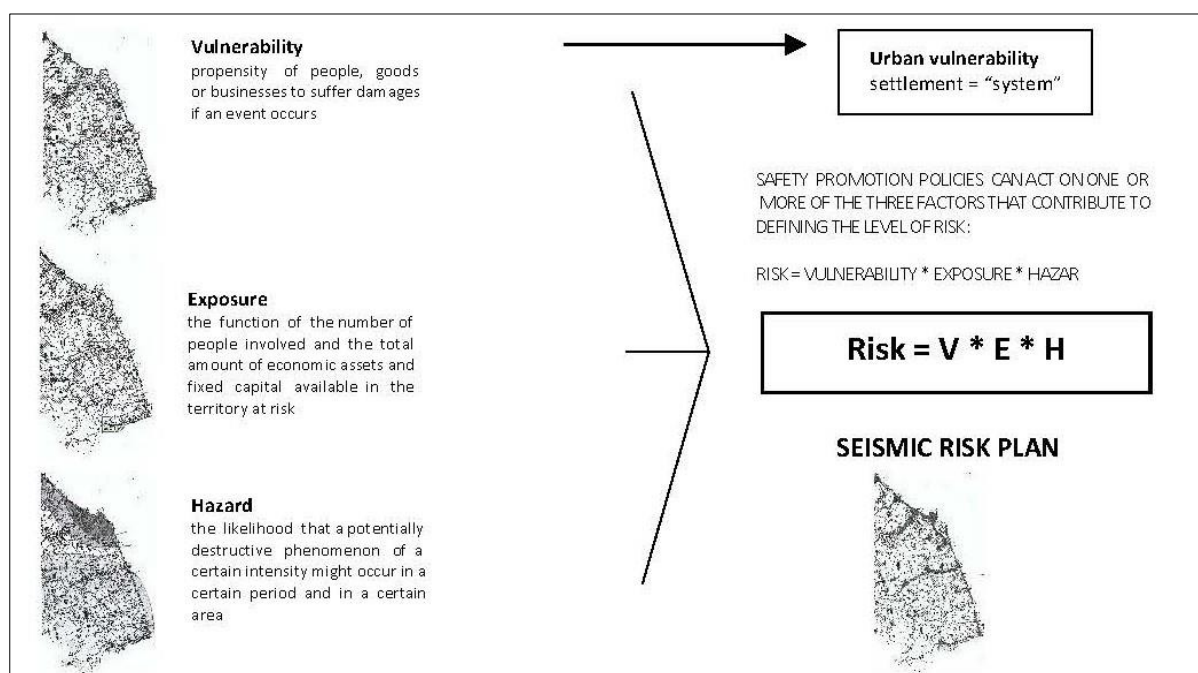 Vulnerability
propensity of people, goods
or businesses to suffer damages
if an event occurs
Urban vulnerability
settlement = “system”
SAFETY PROMOTION POLICIES CAN ACT ON ONE OR
MORE OF THE THREE FACTORS THAT CONTRIBUTE TO
DEFINING THE LEVEL OF RISK:
RISK = VULNERABILITY * EXPOSURE * HAZAR
Exposure
the function of the number of
people involved and the total
amount of economic assets and
fixed capital available in the
territory at risk
Risk = V * E * H
SEISMIC RISK PLAN
Hazard
the likelihood that a potentially
destructive phenomenon of a
certain intensity might occur in a
certain period and in a certain
area